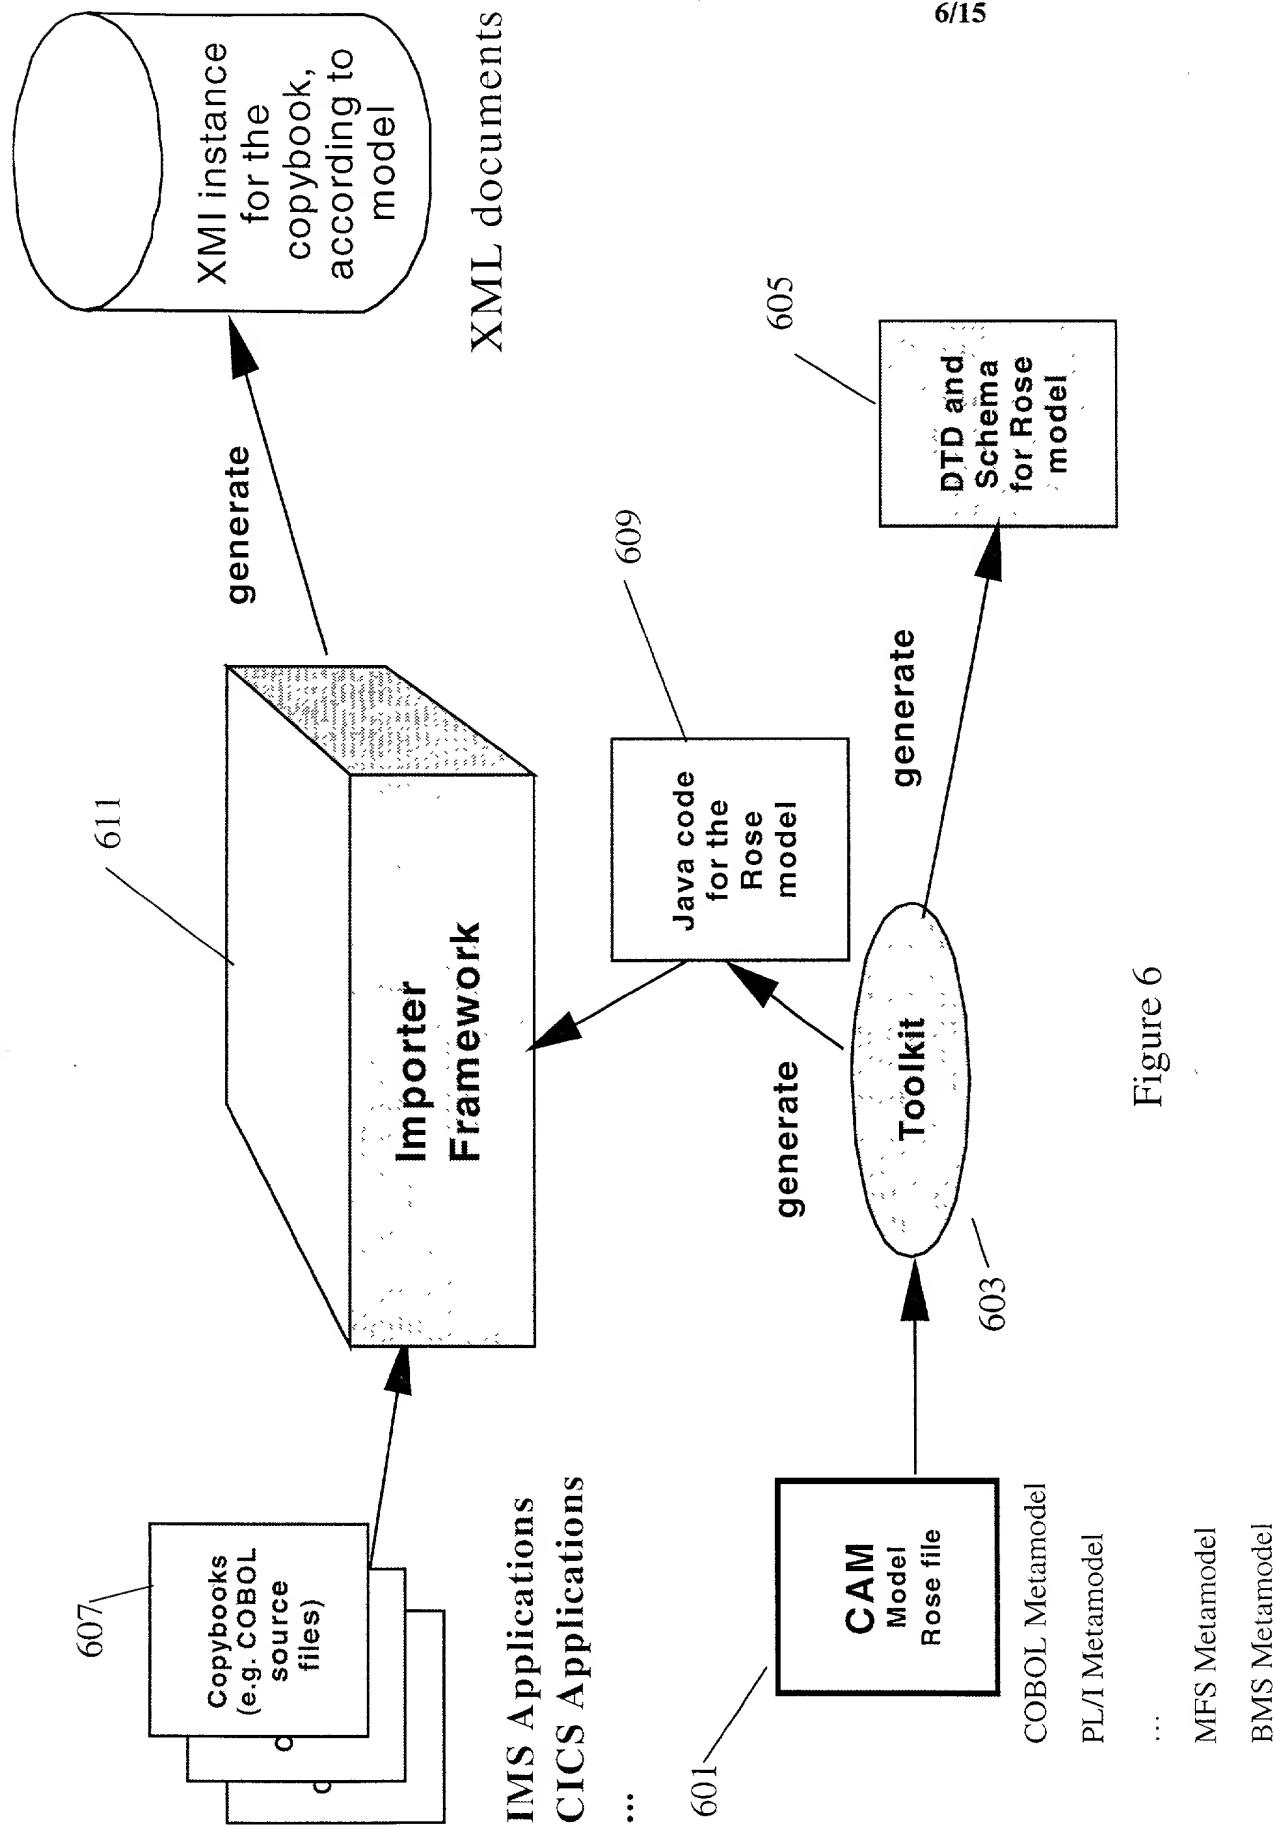 6/15
607
Copybooks
(e.g. COBOL
source
files)
C
C
IMS Applications
CICS Applications
...
611
Importer
Framework
generate
XMI instance
for the
copybook,
according to
model
XML documents
601
CAM
Model
Rose file
COBOL Metamodel
PL/I Metamodel
...
MFS Metamodel
BMS Metamodel
603
Toolkit
generate
609
Java code
for the
Rose
model
generate
605
DTD and
Schema
for Rose
model
Figure 6